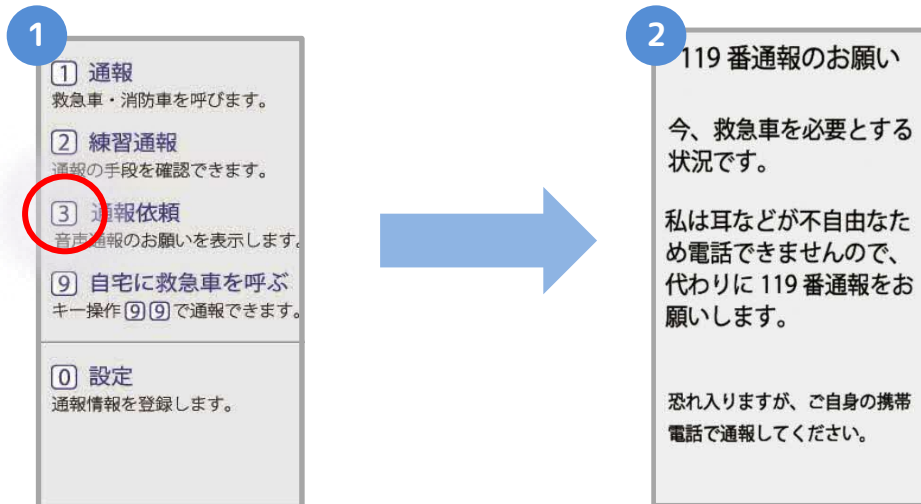 1
1 通報
救急車・消防車を呼びます。
2 練習通報
通報の手段を確認できます。
3 通報依頼
音声通報のお願いを表示します。
9 自宅に救急車を呼ぶ
キー操作99で通報できます。
0 設定
通報情報を登録します。
2
119番通報のお願い
今、救急車を必要とする
状況です。
私は耳などが不自由なた
め電話できませんので、
代わりに119番通報をお
願いします。
恐れ入りますが、ご自身の携帯
電話で通報してください。